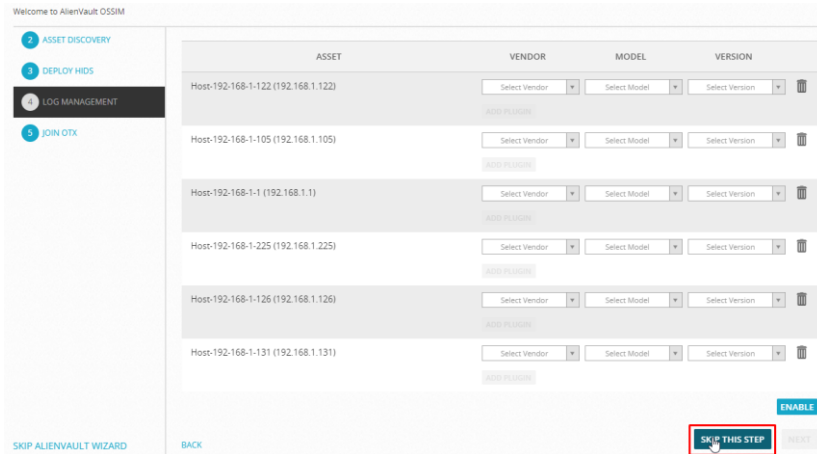 Welcome to AlienVault OSSIM
2 ASSET DISCOVERY
3 DEPLOY HIDS
4 LOG MANAGEMENT
5 JOIN OTX
ASSET VENDOR MODEL VERSION
Host-192-168-1-122 (192.168.1.122) Select Vendor Select Model Select Version
ADD PLUGIN
Host-192-168-1-105 (192.168.1.105) Select Vendor Select Model Select Version
ADD PLUGIN
Host-192-168-1-1 (192.168.1.1) Select Vendor Select Model Select Version
ADD PLUGIN
Host-192-168-1-225 (192.168.1.225) Select Vendor Select Model Select Version
ADD PLUGIN
Host-192-168-1-126 (192.168.1.126) Select Vendor Select Model Select Version
ADD PLUGIN
Host-192-168-1-131 (192.168.1.131) Select Vendor Select Model Select Version
ADD PLUGIN
ENABLE
SKIP ALIENVAULT WIZARD BACK SKIP THIS STEP NEXT